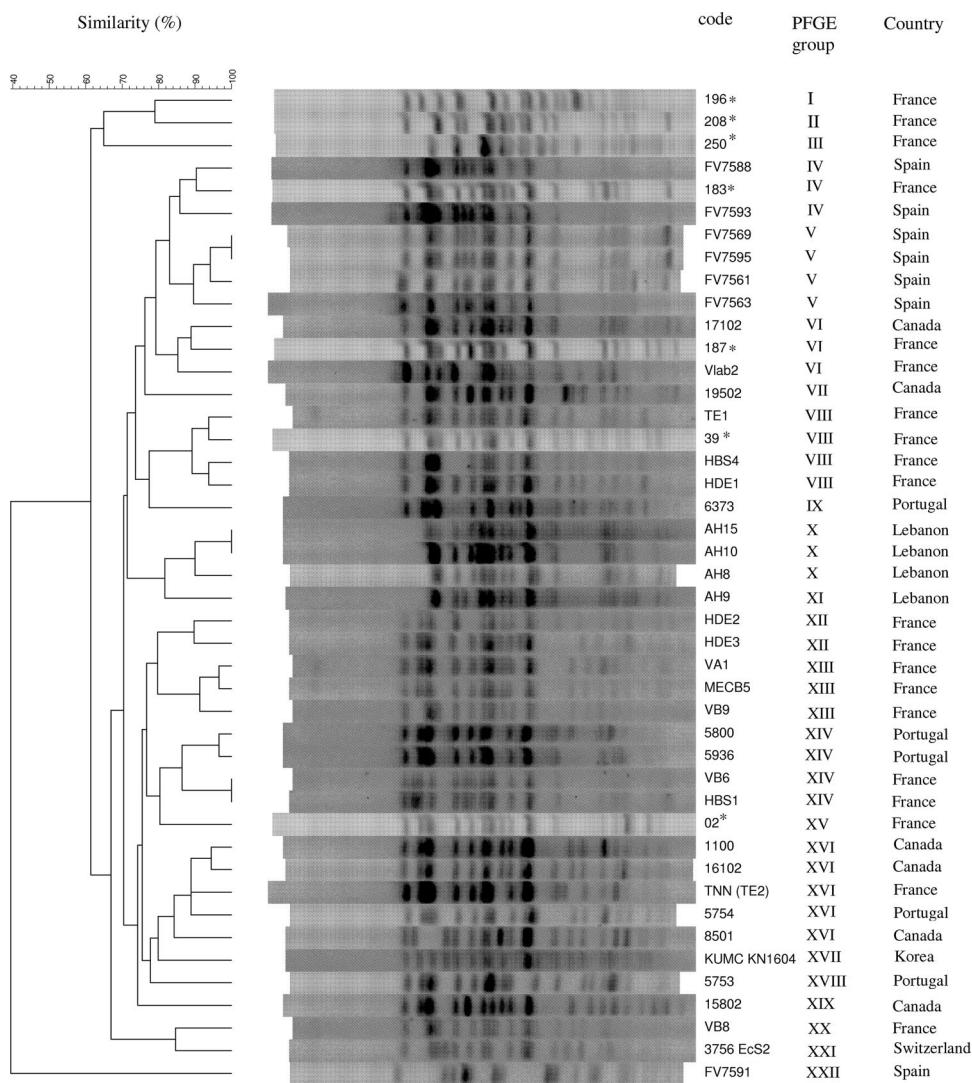 Similarity (%) code PFGE group Country
40 50 60 70 80 90 100
196* I France
208* II France
250* III France
FV7588 IV Spain
183* IV France
FV7593 IV Spain
FV7569 V Spain
FV7595 V Spain
FV7561 V Spain
FV7563 V Spain
17102 VI Canada
187* VI France
Vlab2 VI France
19502 VII Canada
TE1 VIII France
39* VIII France
HBS4 VIII France
HDE1 VIII France
6373 IX Portugal
AH15 X Lebanon
AH10 X Lebanon
AH8 X Lebanon
AH9 XI Lebanon
HDE2 XII France
HDE3 XII France
VA1 XIII France
MECB5 XIII France
VB9 XIII France
5800 XIV Portugal
5936 XIV Portugal
VB6 XIV France
HBS1 XIV France
02* XV France
1100 XVI Canada
16102 XVI Canada
TNN (TE2) XVI France
5754 XVI Portugal
8501 XVI Canada
KUMC KN1604 XVII Korea
5753 XVIII Portugal
15802 XIX Canada
VB8 XX France
3756 EcS2 XXI Switzerland
FV7591 XXII Spain